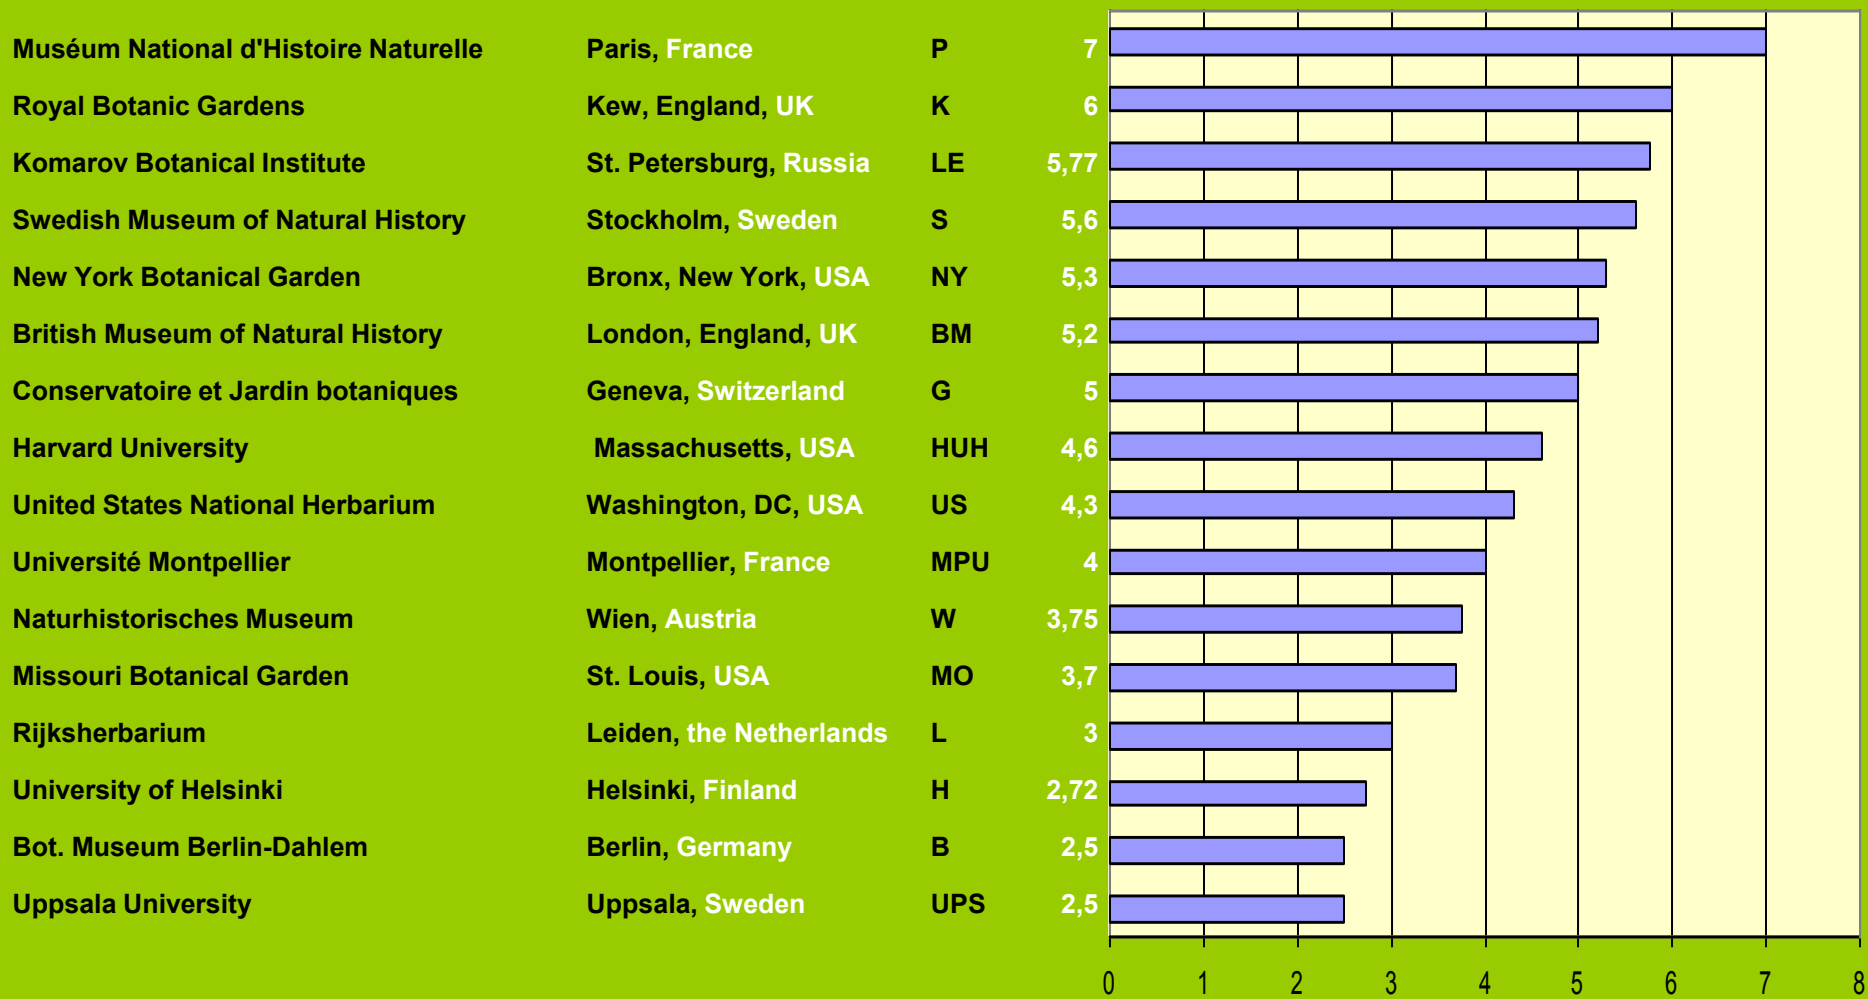 Muséum National d'Histoire Naturelle Paris, France P 7
Royal Botanic Gardens Kew, England, UK K 6
Komarov Botanical Institute St. Petersburg, Russia LE 5,77
Swedish Museum of Natural History Stockholm, Sweden S 5,6
New York Botanical Garden Bronx, New York, USA NY 5,3
British Museum of Natural History London, England, UK BM 5,2
Conservatoire et Jardin botaniques Geneva, Switzerland G 5
Harvard University Massachusetts, USA HUH 4,6
United States National Herbarium Washington, DC, USA US 4,3
Université Montpellier Montpellier, France MPU 4
Naturhistorisches Museum Wien, Austria W 3,75
Missouri Botanical Garden St. Louis, USA MO 3,7
Rijksherbarium Leiden, the Netherlands L 3
University of Helsinki Helsinki, Finland H 2,72
Bot. Museum Berlin-Dahlem Berlin, Germany B 2,5
Uppsala University Uppsala, Sweden UPS 2,5
0 1 2 3 4 5 6 7 8